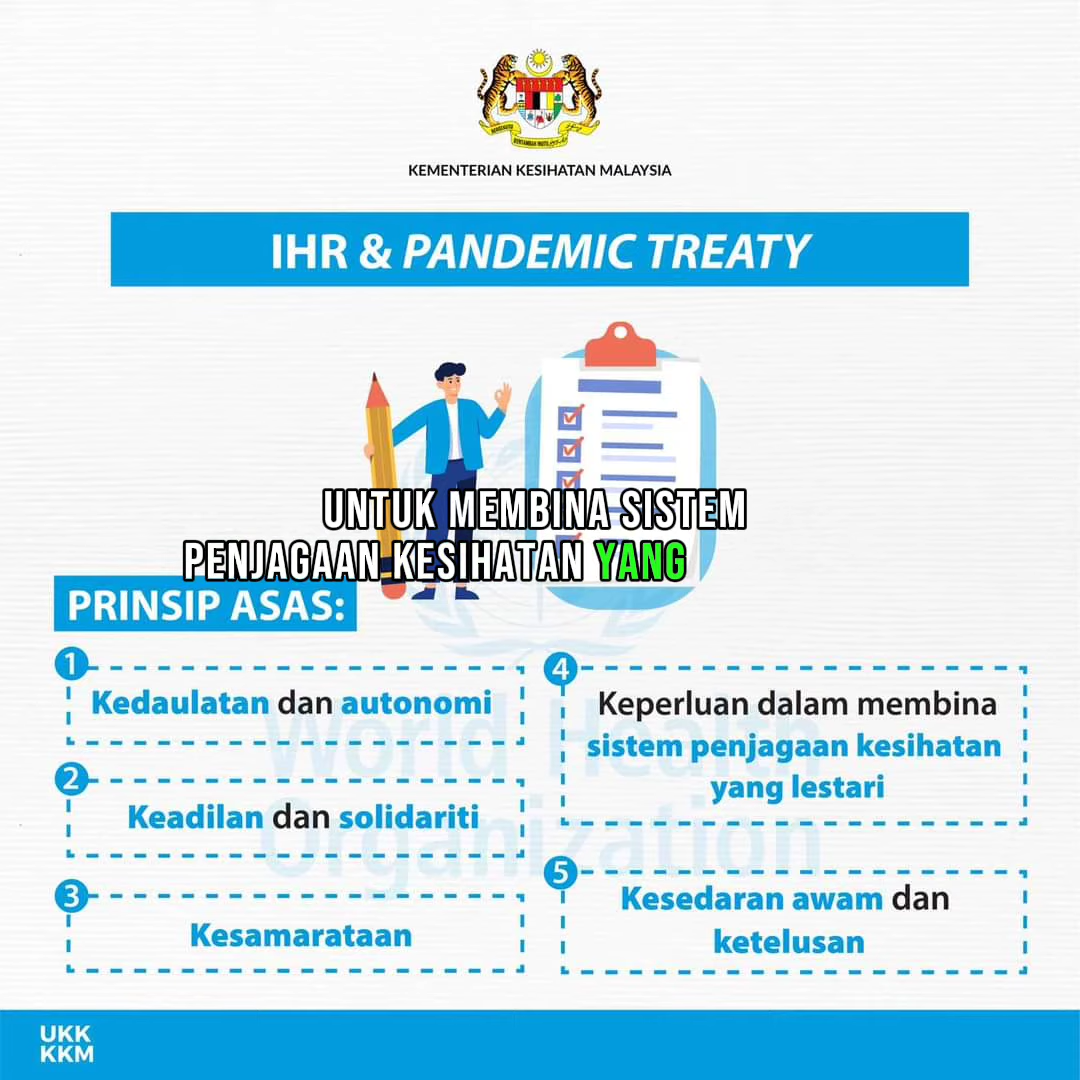 KEMENTERIAN KESIHATAN MALAYSIA
IHR & PANDEMIC TREATY
UNTUK MEMBINA SISTEM
PENJAGAAN KESIHATAN YANG
PRINSIP ASAS:
1
Kedaulatan dan autonomi
2
Keadilan dan solidariti
3
Kesamarataan
4
Keperluan dalam membina
sistem penjagaan kesihatan
yang lestari
5
Kesedaran awam dan
ketelusan
World Health
Organization
UKK
KKM